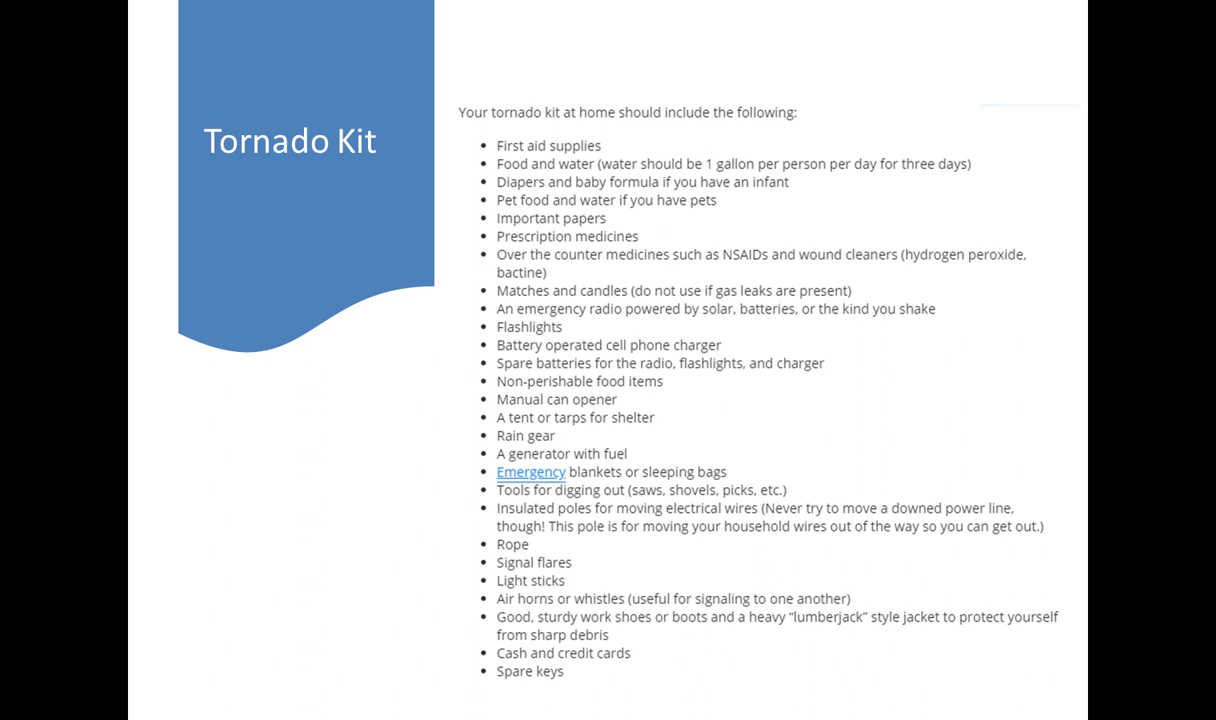 Tornado Kit
Your tornado kit at home should include the following:
• First aid supplies
• Food and water (water should be 1 gallon per person per day for three days)
• Diapers and baby formula if you have an infant
• Pet food and water if you have pets
• Important papers
• Prescription medicines
• Over the counter medicines such as NSAIDs and wound cleaners (hydrogen peroxide,
bactine)
• Matches and candles (do not use if gas leaks are present)
• An emergency radio powered by solar, batteries, or the kind you shake
• Flashlights
• Battery operated cell phone charger
• Spare batteries for the radio, flashlights, and charger
• Non-perishable food items
• Manual can opener
• A tent or tarps for shelter
• Rain gear
• A generator with fuel
• Emergency blankets or sleeping bags
• Tools for digging out (saws, shovels, picks, etc.)
• Insulated poles for moving electrical wires (Never try to move a downed power line,
though! This pole is for moving your household wires out of the way so you can get out.)
• Rope
• Signal flares
• Light sticks
• Air horns or whistles (useful for signaling to one another)
• Good, sturdy work shoes or boots and a heavy “lumberjack” style jacket to protect yourself
from sharp debris
• Cash and credit cards
• Spare keys